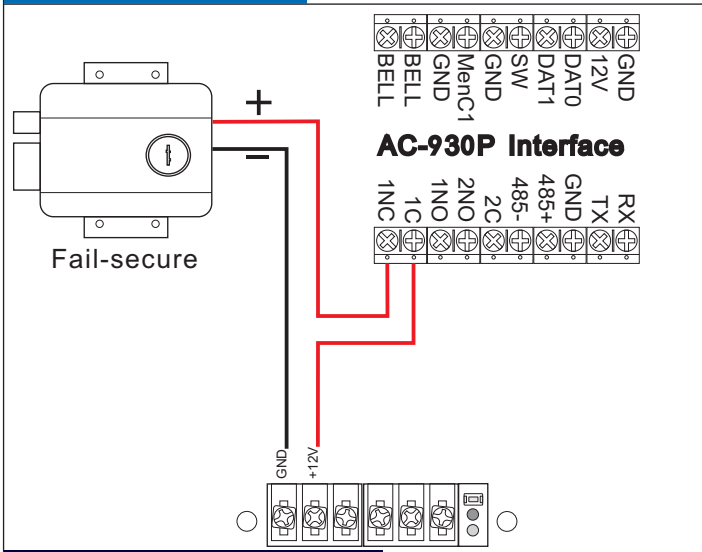 BELL BELL GND MenC1 GND SW DAT1 DAT0 12V GND
AC-930P Interface
1NC 1C 1NO 2NO 2C 485- 485+ GND TX RX
+
−
Fail-secure
GND +12V